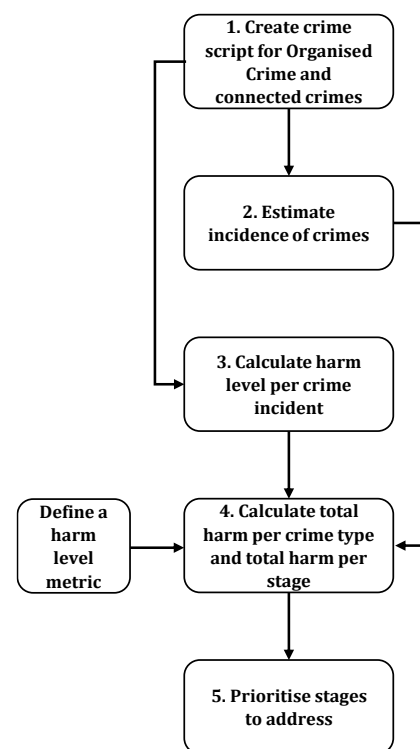 1. Create crime
script for Organised
Crime and
connected crimes
2. Estimate
incidence of crimes
3. Calculate harm
level per crime
incident
Define a
harm
level
metric
4. Calculate total
harm per crime type
and total harm per
stage
5. Prioritise stages
to address